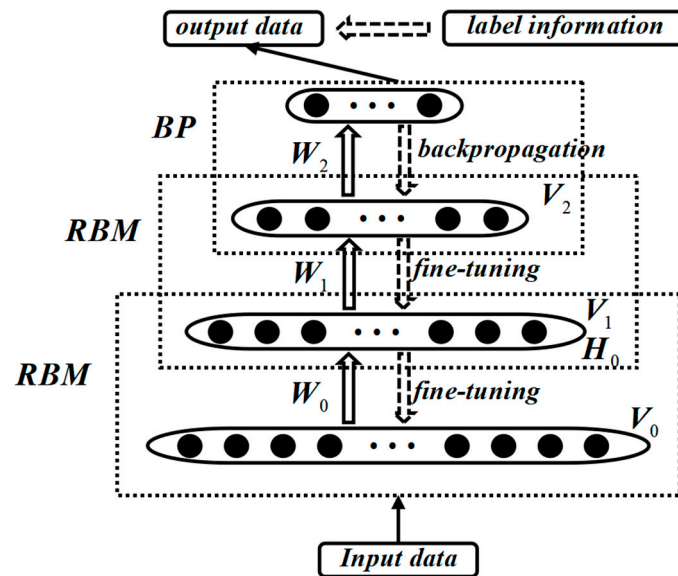 output data
label information
BP
W2
backpropagation
V2
RBM
W1
fine-tuning
V1
H0
RBM
W0
fine-tuning
V0
Input data